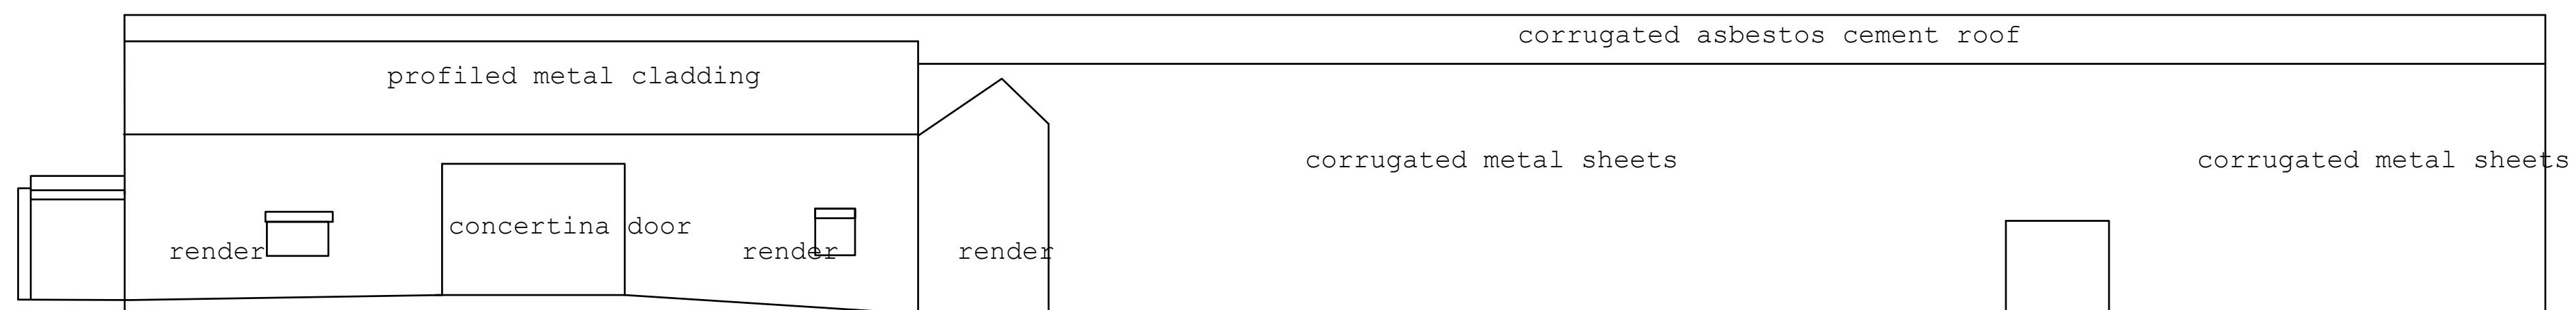 corrugated asbestos cement roof
profiled metal cladding
corrugated metal sheets
corrugated metal sheets
concertina door
render
render
render